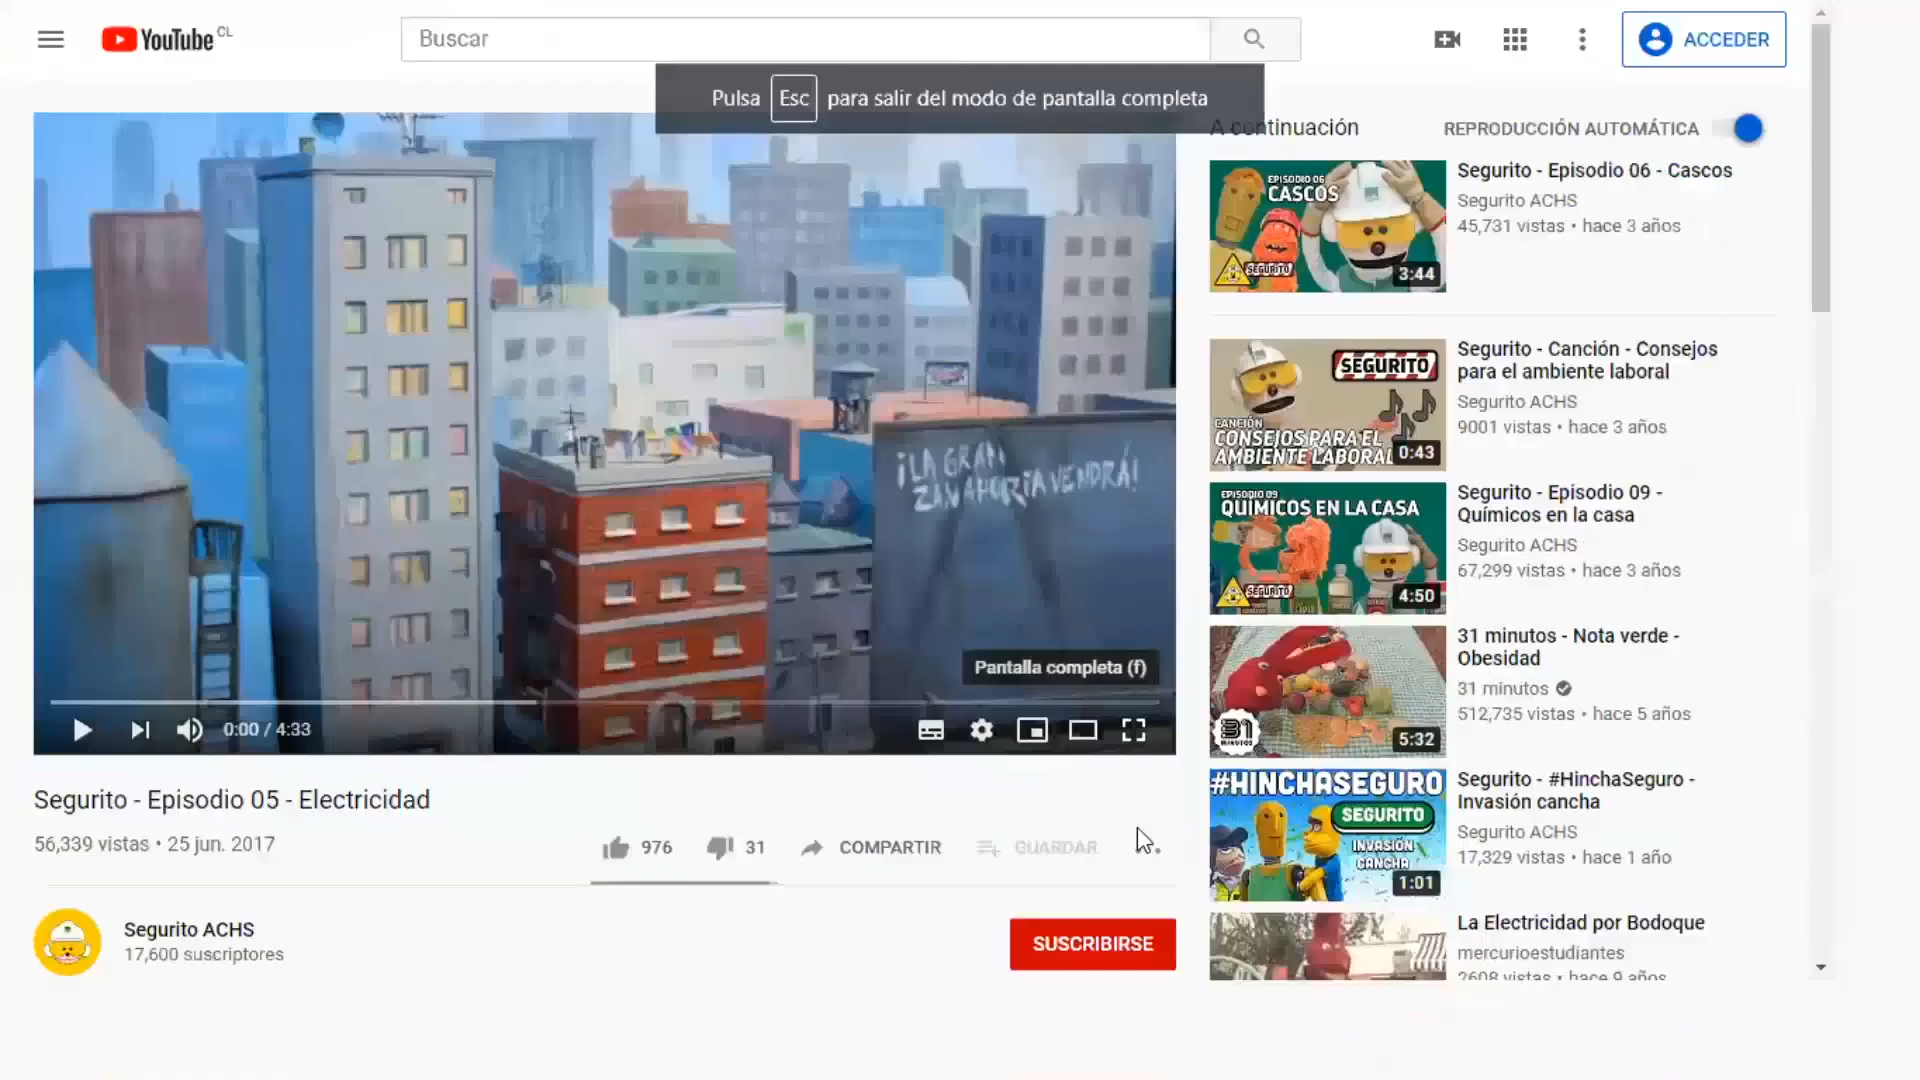 YouTube CL
Buscar
ACCEDER
Pulsa Esc para salir del modo de pantalla completa
A continuación
REPRODUCCIÓN AUTOMÁTICA
¡LA GRAN
ZANAHORIA VENDRÁ!
Pantalla completa (f)
0:00 / 4:33
Segurito - Episodio 05 - Electricidad
56,339 vistas • 25 jun. 2017
976
31
COMPARTIR
GUARDAR
Segurito ACHS
17,600 suscriptores
SUSCRIBIRSE
EPISODIO 06
CASCOS
SEGURITO
3:44
Segurito - Episodio 06 - Cascos
Segurito ACHS
45,731 vistas • hace 3 años
SEGURITO
CANCIÓN
CONSEJOS PARA EL
AMBIENTE LABORAL
0:43
Segurito - Canción - Consejos
para el ambiente laboral
Segurito ACHS
9001 vistas • hace 3 años
EPISODIO 09
QUÍMICOS EN LA CASA
SEGURITO
4:50
Segurito - Episodio 09 -
Químicos en la casa
Segurito ACHS
67,299 vistas • hace 3 años
31
MINUTOS
5:32
31 minutos - Nota verde -
Obesidad
31 minutos
512,735 vistas • hace 5 años
#HINCHASEGURO
SEGURITO
INVASIÓN
CANCHA
1:01
Segurito - #HinchaSeguro -
Invasión cancha
Segurito ACHS
17,329 vistas • hace 1 año
La Electricidad por Bodoque
mercurioestudiantes
2608 vistas • hace 9 años